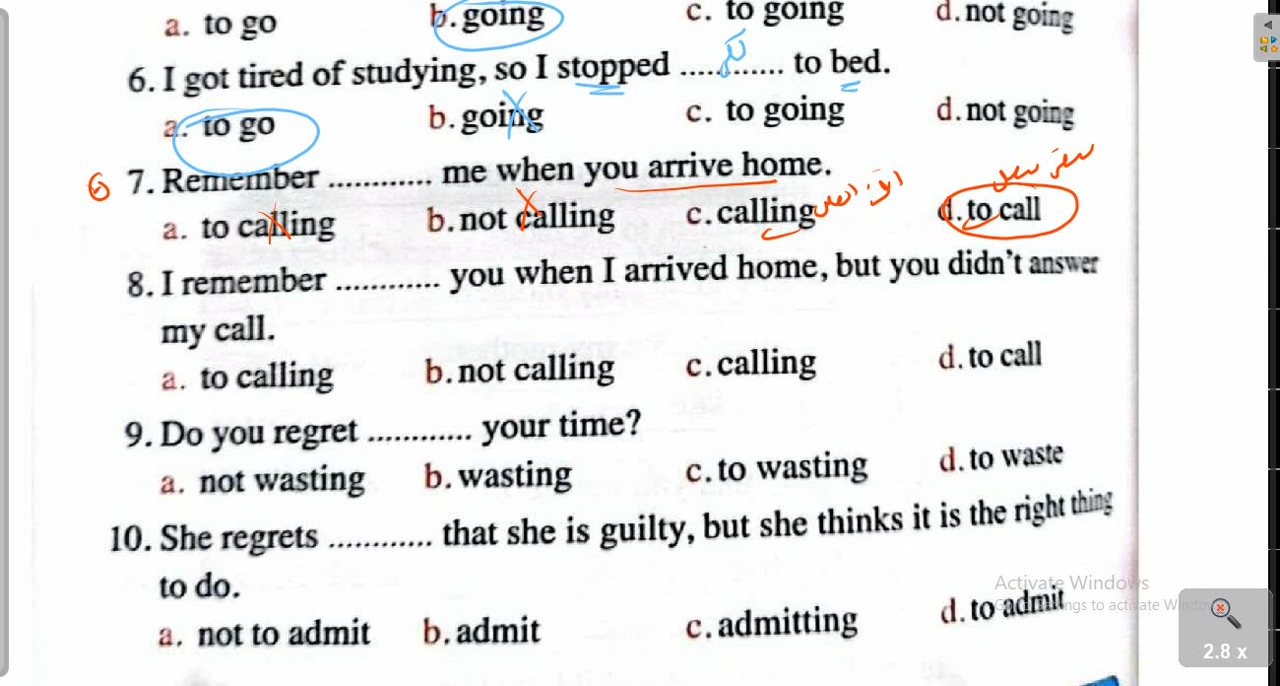 a. to go b. going c. to going d. not going
6. I got tired of studying, so I stopped ............ to bed.
a. to go b. going c. to going d. not going
7. Remember ............ me when you arrive home.
a. to calling b. not calling c. calling d. to call
8. I remember ............ you when I arrived home, but you didn't answer
my call.
a. to calling b. not calling c. calling d. to call
9. Do you regret ............ your time?
a. not wasting b. wasting c. to wasting d. to waste
10. She regrets ............ that she is guilty, but she thinks it is the right thing
to do.
a. not to admit b. admit c. admitting d. to admit
Activate Windows
ngs to activate Windows
2.8 x